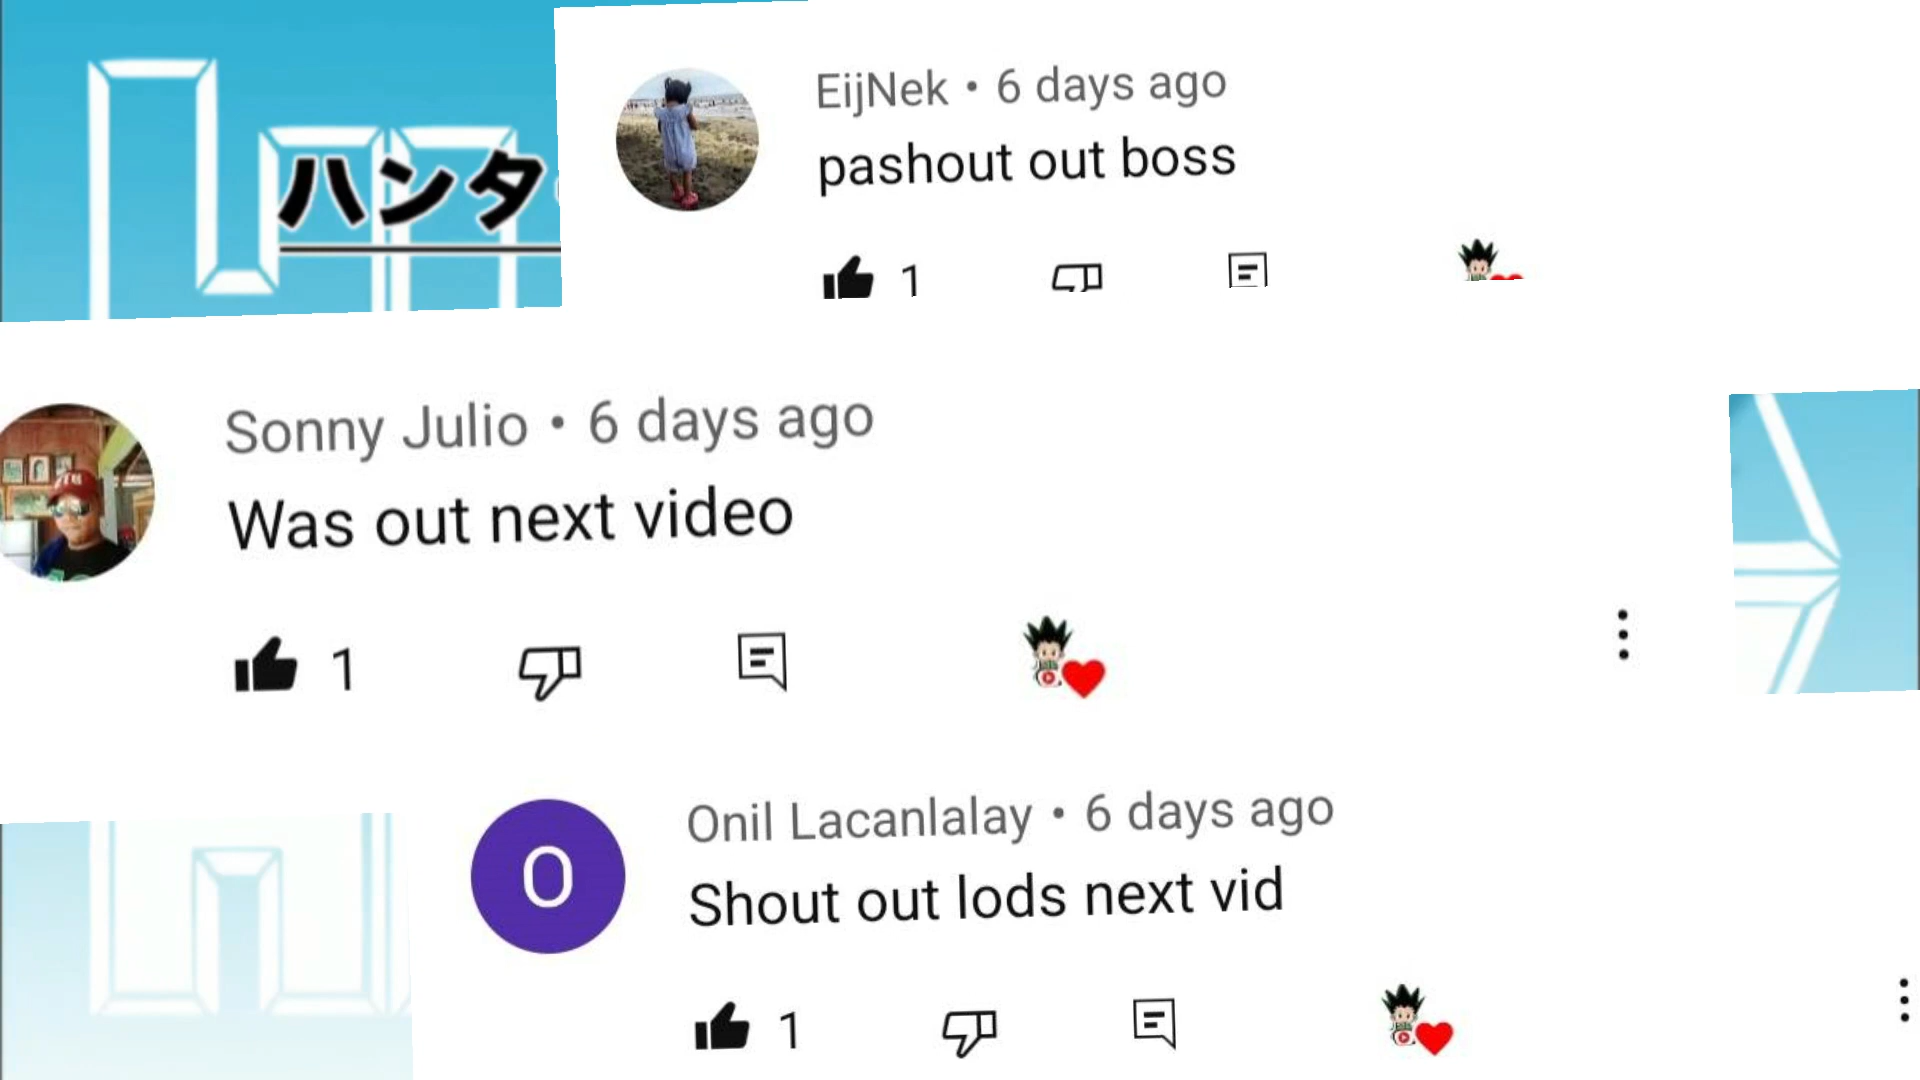 ハンタ
EijNek • 6 days ago
pashout out boss
1
Sonny Julio • 6 days ago
Was out next video
1
O
Onil Lacanlalay • 6 days ago
Shout out lods next vid
1